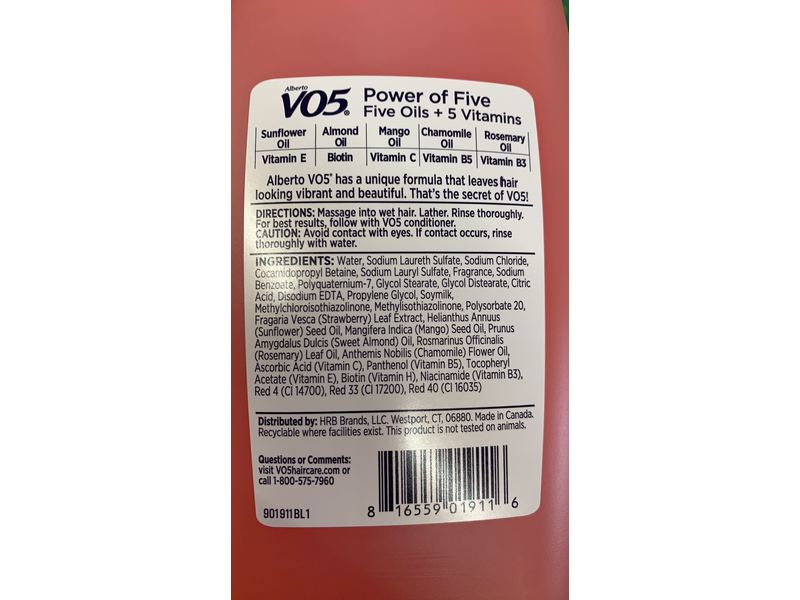 Alberto
VO5®
Power of Five
Five Oils + 5 Vitamins
Sunflower Oil | Almond Oil | Mango Oil | Chamomile Oil | Rosemary Oil
Vitamin E | Biotin | Vitamin C | Vitamin B5 | Vitamin B3
Alberto VO5® has a unique formula that leaves hair
looking vibrant and beautiful. That's the secret of VO5!
DIRECTIONS: Massage into wet hair. Lather. Rinse thoroughly.
For best results, follow with VO5 conditioner.
CAUTION: Avoid contact with eyes. If contact occurs, rinse
thoroughly with water.
INGREDIENTS: Water, Sodium Laureth Sulfate, Sodium Chloride,
Cocamidopropyl Betaine, Sodium Lauryl Sulfate, Fragrance, Sodium
Benzoate, Polyquaternium-7, Glycol Stearate, Glycol Distearate, Citric
Acid, Disodium EDTA, Propylene Glycol, Soymilk,
Methylchloroisothiazolinone, Methylisothiazolinone, Polysorbate 20,
Fragaria Vesca (Strawberry) Leaf Extract, Helianthus Annuus
(Sunflower) Seed Oil, Mangifera Indica (Mango) Seed Oil, Prunus
Amygdalus Dulcis (Sweet Almond) Oil, Rosmarinus Officinalis
(Rosemary) Leaf Oil, Anthemis Nobilis (Chamomile) Flower Oil,
Ascorbic Acid (Vitamin C), Panthenol (Vitamin B5), Tocopheryl
Acetate (Vitamin E), Biotin (Vitamin H), Niacinamide (Vitamin B3),
Red 4 (CI 14700), Red 33 (CI 17200), Red 40 (CI 16035)
Distributed by: HRB Brands, LLC. Westport, CT, 06880. Made in Canada.
Recyclable where facilities exist. This product is not tested on animals.
Questions or Comments:
visit VO5haircare.com or
call 1-800-575-7960
901911BL1
8 16559 01911 6